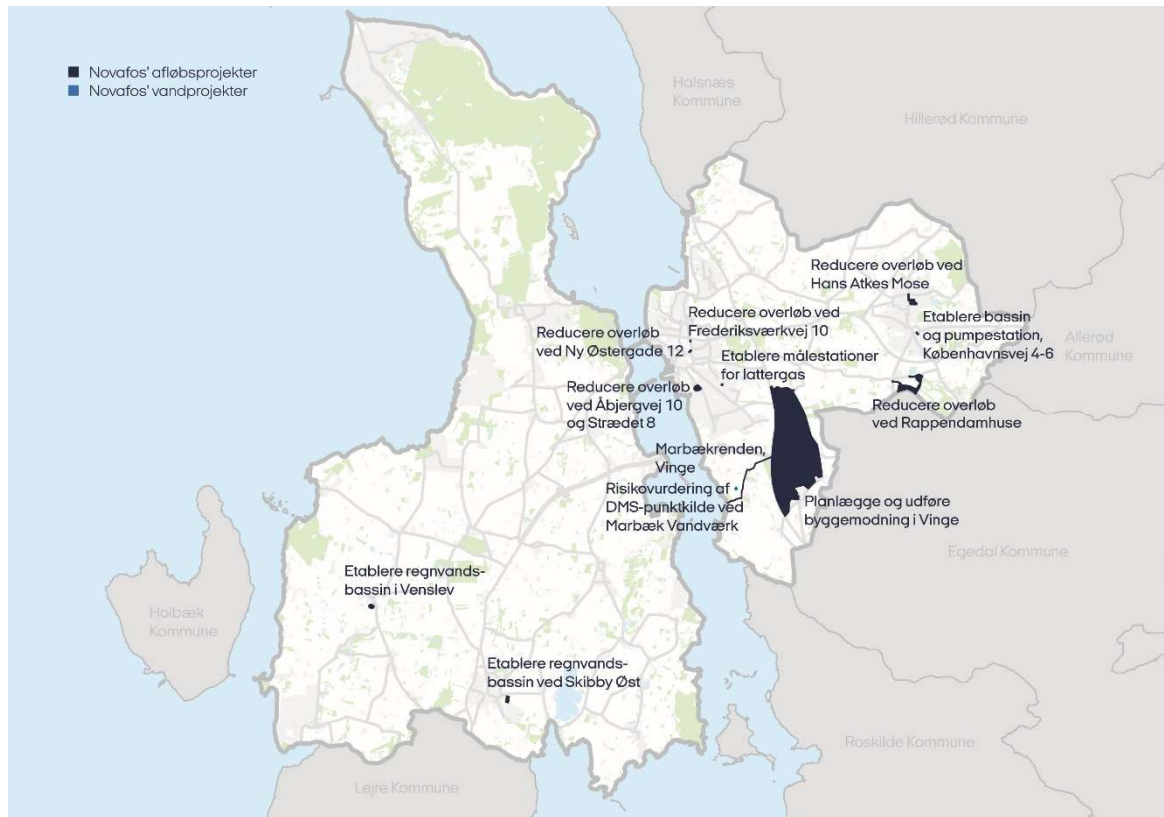 Novafos' afløbsprojekter
Novafos' vandprojekter
Halsnæs
Kommune
Hillerød Kommune
Reducere overløb ved
Hans Atkes Mose
Reducere overløb ved
Frederiksværkvej 10
Etablere bassin
og pumpestation,
Københavnsvej 4-6
Allerød
Kommune
Reducere overløb
ved Ny Østergade 12
Etablere målestationer
for lattergas
Reducere overløb
ved Åbjergvej 10
og Strædet 8
Reducere overløb
ved Rappendamhuse
Marbækrenden,
Vinge
Risikovurdering af
DMS-punktkilde ved
Marbæk Vandværk
Planlægge og udføre
byggemodning i Vinge
Egedal Kommune
Etablere regnvands-
bassin i Venslev
Holbæk
Kommune
Etablere regnvands-
bassin ved Skibby Øst
Roskilde Kommune
Lejre Kommune